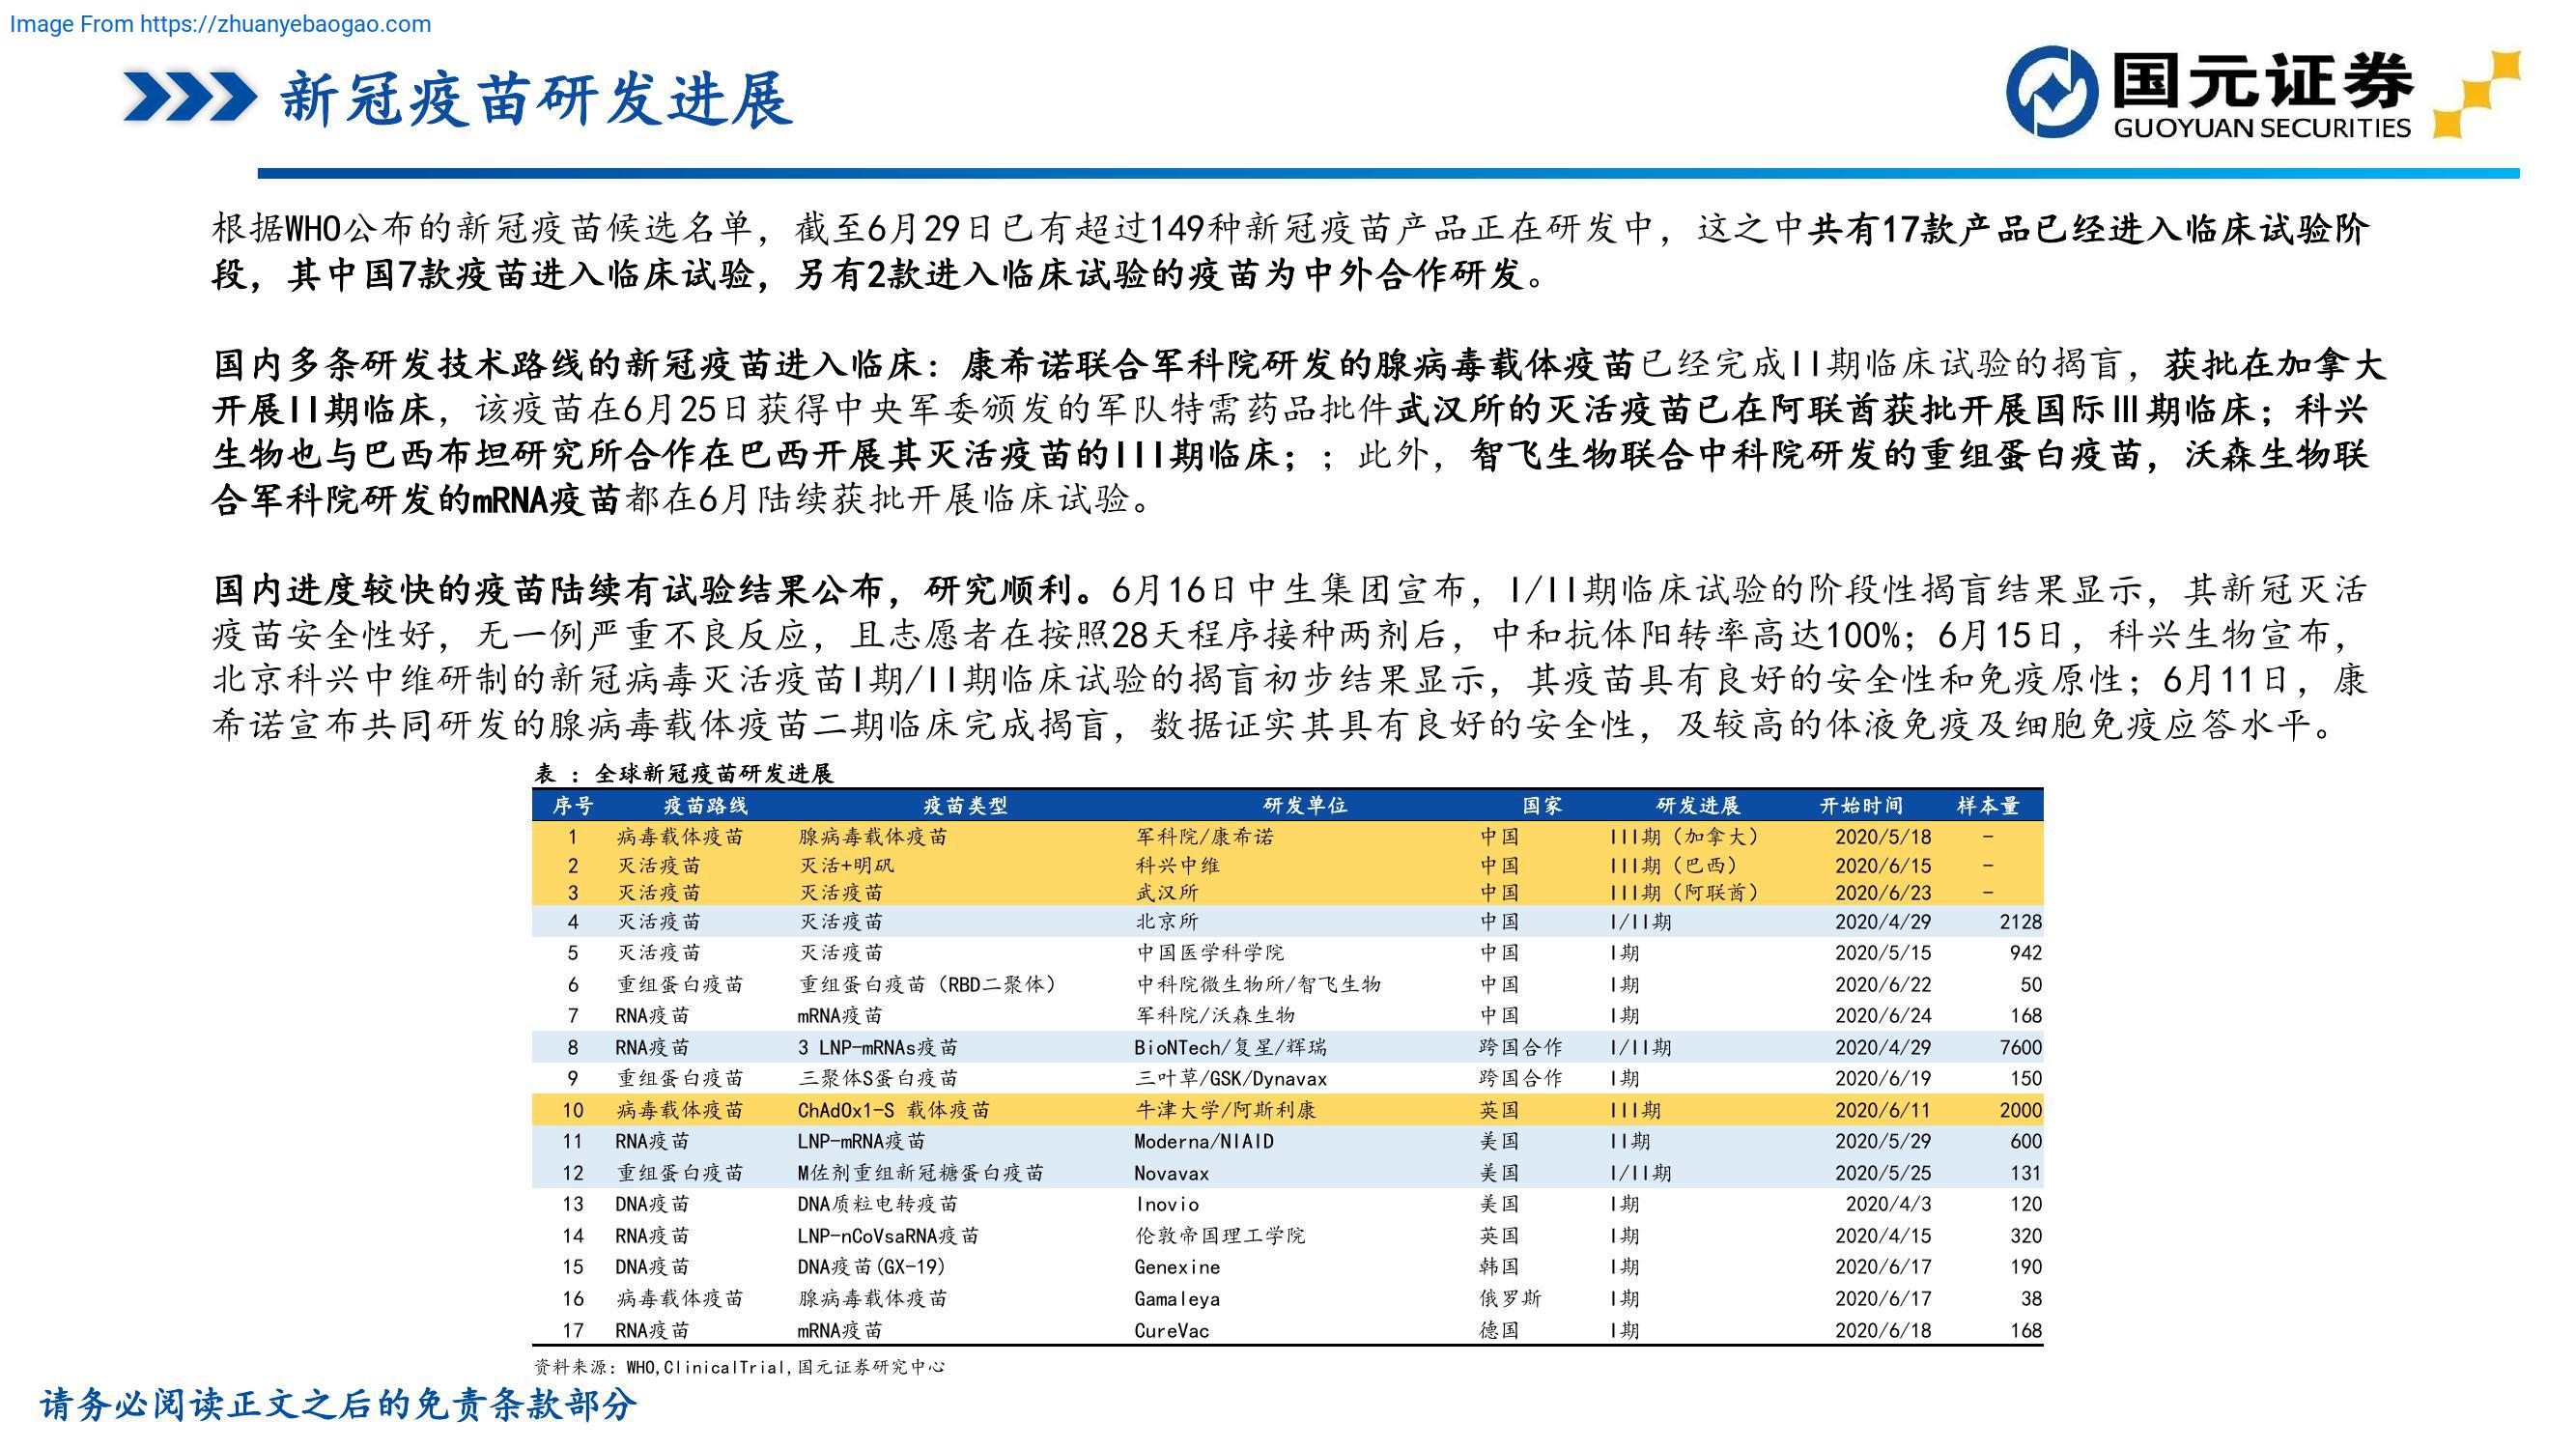 Image From https://zhuanyebaogao.com
新冠疫苗研发进展
国元证券
GUOYUAN SECURITIES
根据WHO公布的新冠疫苗候选名单，截至6月29日已有超过149种新冠疫苗产品正在研发中，这之中共有17款产品已经进入临床试验阶
段，其中国7款疫苗进入临床试验，另有2款进入临床试验的疫苗为中外合作研发。
国内多条研发技术路线的新冠疫苗进入临床：康希诺联合军科院研发的腺病毒载体疫苗已经完成II期临床试验的揭盲，获批在加拿大
开展II期临床，该疫苗在6月25日获得中央军委颁发的军队特需药品批件武汉所的灭活疫苗已在阿联酋获批开展国际Ⅲ期临床；科兴
生物也与巴西布坦研究所合作在巴西开展其灭活疫苗的III期临床；；此外，智飞生物联合中科院研发的重组蛋白疫苗，沃森生物联
合军科院研发的mRNA疫苗都在6月陆续获批开展临床试验。
国内进度较快的疫苗陆续有试验结果公布，研究顺利。6月16日中生集团宣布，I/II期临床试验的阶段性揭盲结果显示，其新冠灭活
疫苗安全性好，无一例严重不良反应，且志愿者在按照28天程序接种两剂后，中和抗体阳转率高达100%；6月15日，科兴生物宣布，
北京科兴中维研制的新冠病毒灭活疫苗I期/II期临床试验的揭盲初步结果显示，其疫苗具有良好的安全性和免疫原性；6月11日，康
希诺宣布共同研发的腺病毒载体疫苗二期临床完成揭盲，数据证实其具有良好的安全性，及较高的体液免疫及细胞免疫应答水平。
表 ：全球新冠疫苗研发进展
序号 疫苗路线 疫苗类型 研发单位 国家 研发进展 开始时间 样本量
1 病毒载体疫苗 腺病毒载体疫苗 军科院/康希诺 中国 III期（加拿大） 2020/5/18 -
2 灭活疫苗 灭活+明矾 科兴中维 中国 III期（巴西） 2020/6/15 -
3 灭活疫苗 灭活疫苗 武汉所 中国 III期（阿联酋） 2020/6/23 -
4 灭活疫苗 灭活疫苗 北京所 中国 I/II期 2020/4/29 2128
5 灭活疫苗 灭活疫苗 中国医学科学院 中国 I期 2020/5/15 942
6 重组蛋白疫苗 重组蛋白疫苗（RBD二聚体） 中科院微生物所/智飞生物 中国 I期 2020/6/22 50
7 RNA疫苗 mRNA疫苗 军科院/沃森生物 中国 I期 2020/6/24 168
8 RNA疫苗 3 LNP-mRNAs疫苗 BioNTech/复星/辉瑞 跨国合作 I/II期 2020/4/29 7600
9 重组蛋白疫苗 三聚体S蛋白疫苗 三叶草/GSK/Dynavax 跨国合作 I期 2020/6/19 150
10 病毒载体疫苗 ChAdOx1-S 载体疫苗 牛津大学/阿斯利康 英国 III期 2020/6/11 2000
11 RNA疫苗 LNP-mRNA疫苗 Moderna/NIAID 美国 II期 2020/5/29 600
12 重组蛋白疫苗 M佐剂重组新冠糖蛋白疫苗 Novavax 美国 I/II期 2020/5/25 131
13 DNA疫苗 DNA质粒电转疫苗 Inovio 美国 I期 2020/4/3 120
14 RNA疫苗 LNP-nCoVsaRNA疫苗 伦敦帝国理工学院 英国 I期 2020/4/15 320
15 DNA疫苗 DNA疫苗(GX-19) Genexine 韩国 I期 2020/6/17 190
16 病毒载体疫苗 腺病毒载体疫苗 Gamaleya 俄罗斯 I期 2020/6/17 38
17 RNA疫苗 mRNA疫苗 CureVac 德国 I期 2020/6/18 168
资料来源：WHO,ClinicalTrial,国元证券研究中心
请务必阅读正文之后的免责条款部分